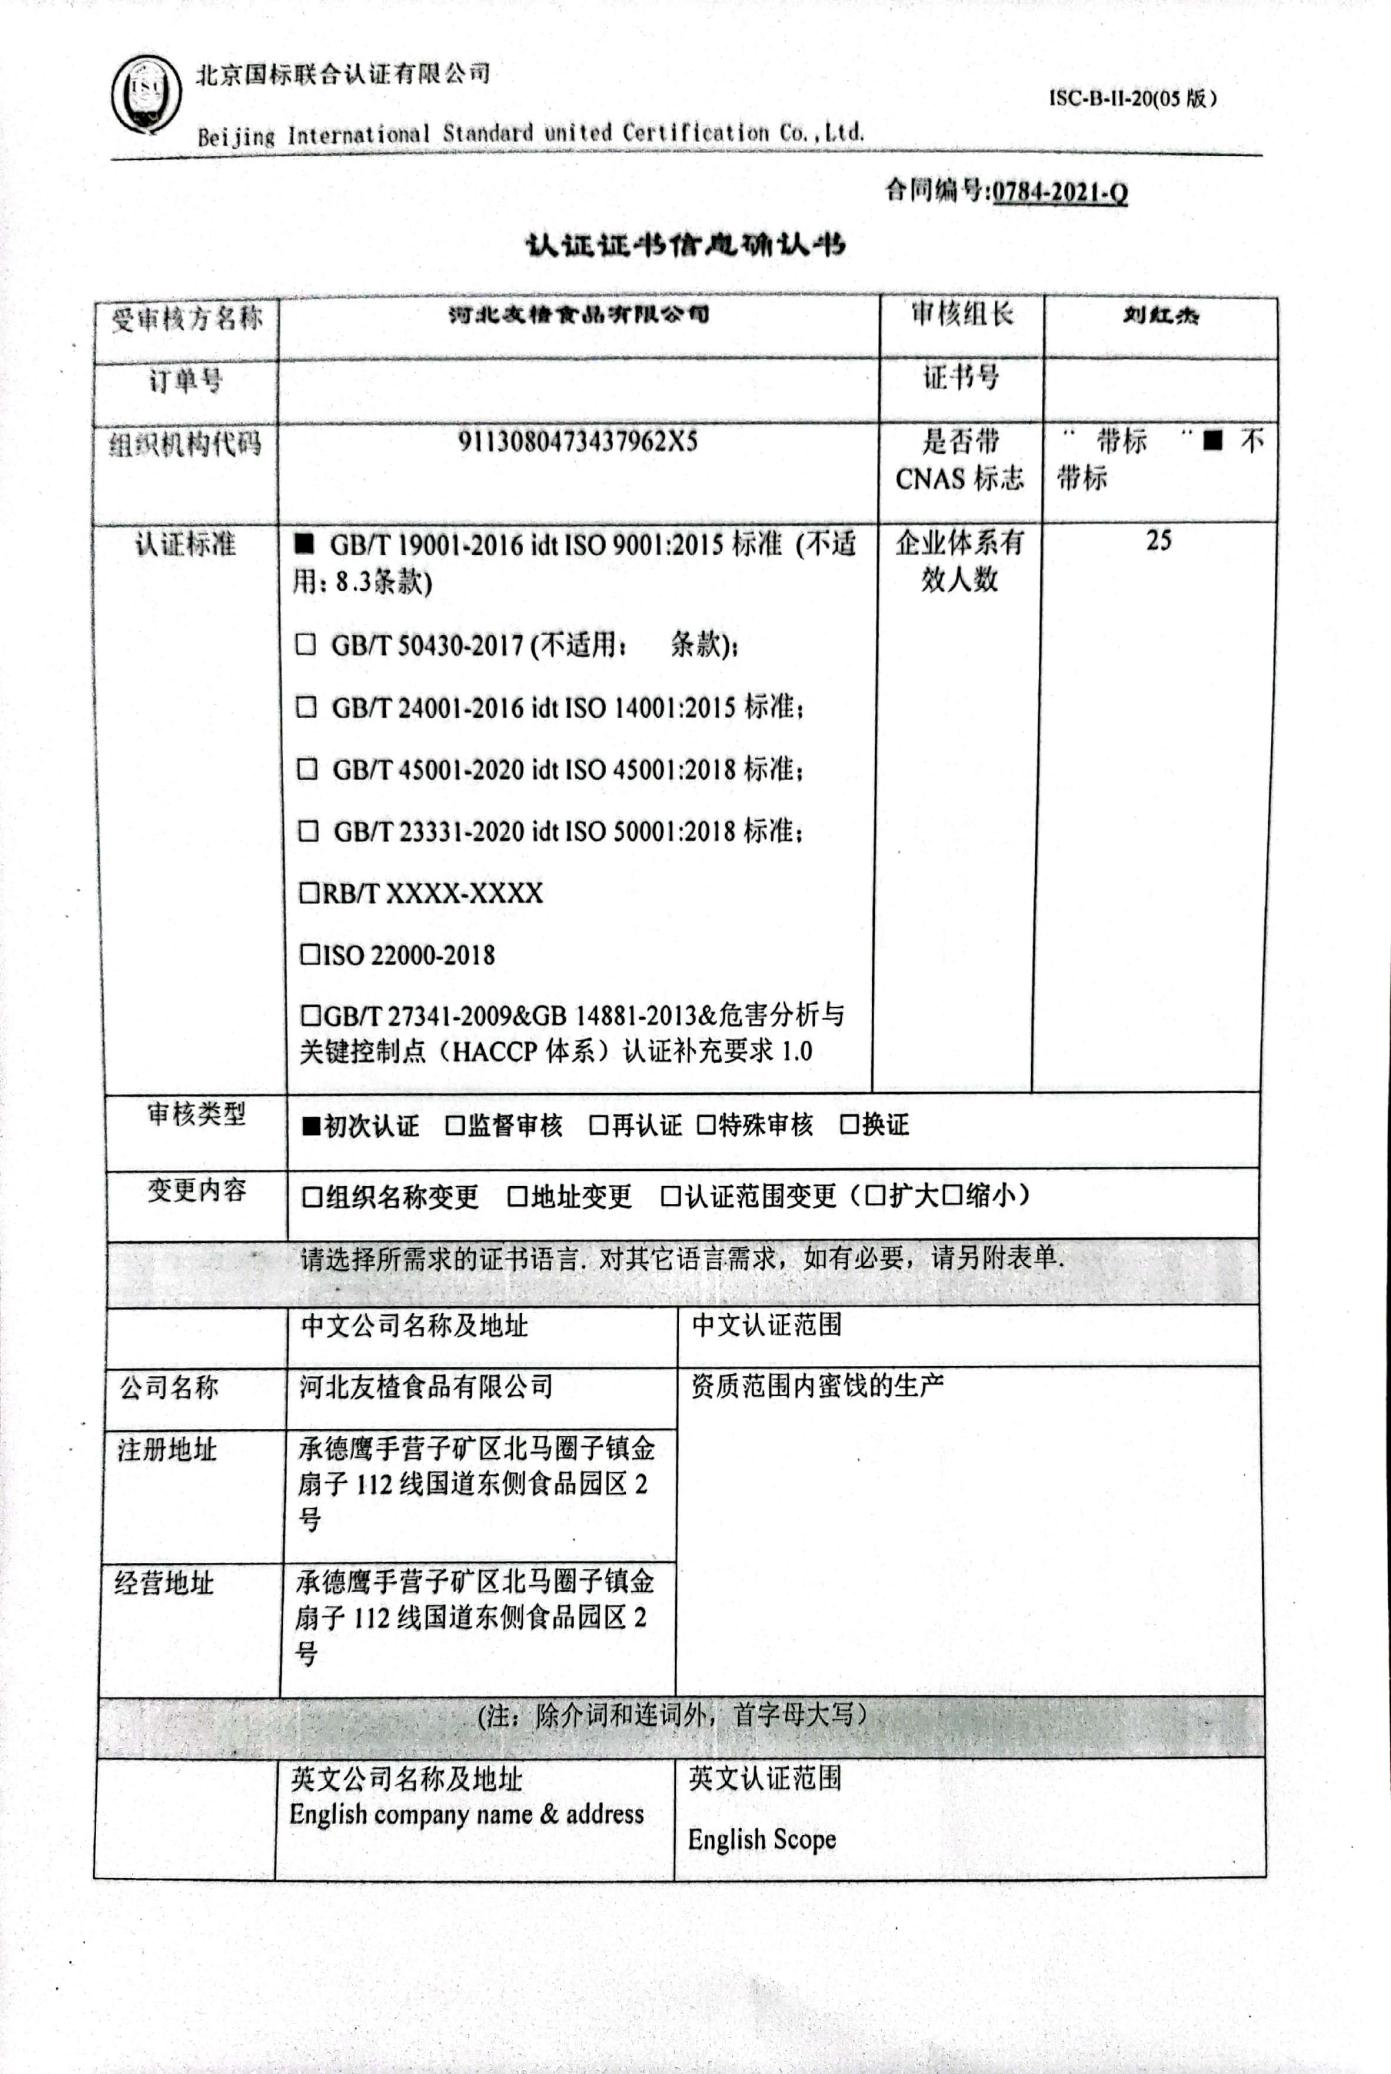 ISC
北京国标联合认证有限公司
ISC-B-II-20(05 版)
Beijing International Standard united Certification Co.,Ltd.
合同编号:0784-2021-Q
认证证书信息确认书
受审核方名称 河北友楂食品有限公司 审核组长 刘红杰
订单号 证书号
组织机构代码 9113080473437962X5 是否带 ¨ 带标 ¨■ 不
CNAS 标志 带标
认证标准 ■ GB/T 19001-2016 idt ISO 9001:2015 标准 (不适 企业体系有 25
用: 8.3条款) 效人数
□ GB/T 50430-2017 (不适用: 条款);
□ GB/T 24001-2016 idt ISO 14001:2015 标准;
□ GB/T 45001-2020 idt ISO 45001:2018 标准;
□ GB/T 23331-2020 idt ISO 50001:2018 标准;
□RB/T XXXX-XXXX
□ISO 22000-2018
□GB/T 27341-2009&GB 14881-2013&危害分析与
关键控制点（HACCP 体系）认证补充要求 1.0
审核类型 ■初次认证 □监督审核 □再认证 □特殊审核 □换证
变更内容 □组织名称变更 □地址变更 □认证范围变更（□扩大□缩小）
请选择所需求的证书语言. 对其它语言需求，如有必要，请另附表单.
中文公司名称及地址 中文认证范围
公司名称 河北友楂食品有限公司 资质范围内蜜饯的生产
注册地址 承德鹰手营子矿区北马圈子镇金
扇子 112 线国道东侧食品园区 2
号
经营地址 承德鹰手营子矿区北马圈子镇金
扇子 112 线国道东侧食品园区 2
号
(注：除介词和连词外，首字母大写）
英文公司名称及地址 英文认证范围
English company name & address
English Scope